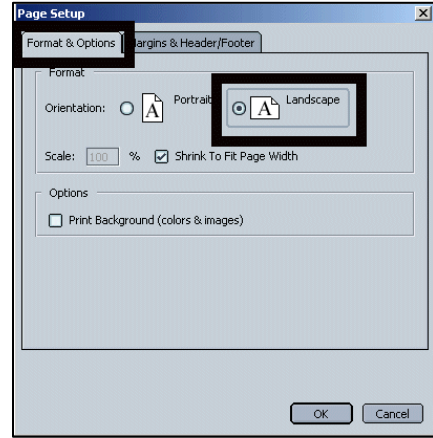 Page Setup
Format & Options argins & Header/Footer
Format
Orientation: A Portrait A Landscape
Scale: 100 % Shrink To Fit Page Width
Options
Print Background (colors & images)
OK Cancel